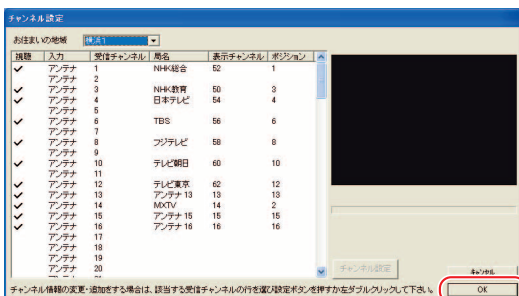 チャンネル設定
お住まいの地域 横浜1
視聴 入力 受信チャンネル 局名 表示チャンネル ポジション
アンテナ 1 NHK総合 52 1
アンテナ 2
アンテナ 3 NHK教育 50 3
アンテナ 4 日本テレビ 54 4
アンテナ 5
アンテナ 6 TBS 56 6
アンテナ 7
アンテナ 8 フジテレビ 58 8
アンテナ 9
アンテナ 10 テレビ朝日 60 10
アンテナ 11
アンテナ 12 テレビ東京 62 12
アンテナ 13 アンテナ 13 13 13
アンテナ 14 MXTV 14 2
アンテナ 15 アンテナ 15 15 15
アンテナ 16 アンテナ 16 16 16
アンテナ 17
アンテナ 18
アンテナ 19
アンテナ 20
チャンネル設定 キャンセル
チャンネル情報の変更・追加をする場合は、該当する受信チャンネルの行を選び設定ボタンを押すか左ダブルクリックして下さい。 OK